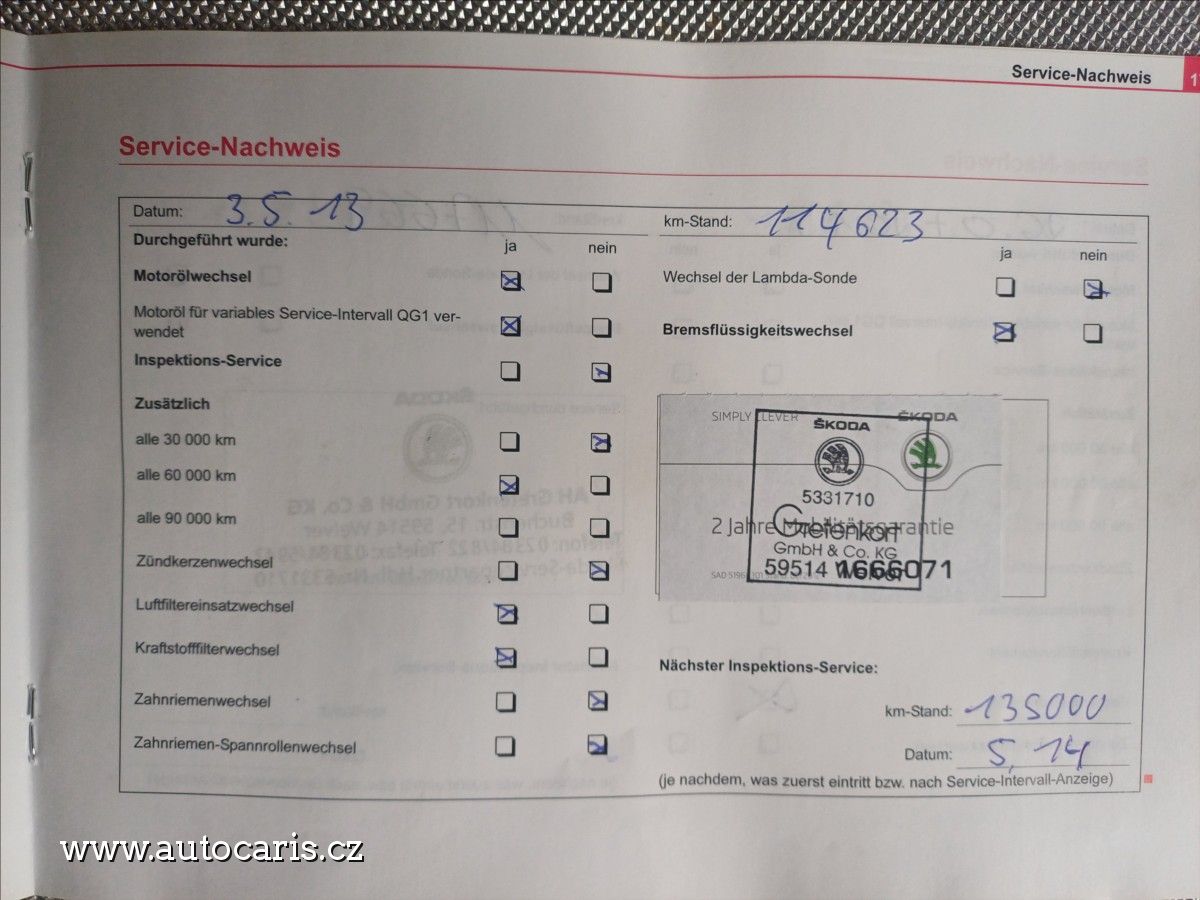 Service-Nachweis
Service-Nachweis
Datum: 3.5.13
km-Stand: 114623
Durchgeführt wurde:
ja nein
ja nein
Motorölwechsel
Wechsel der Lambda-Sonde
Motoröl für variables Service-Intervall QG1 ver-
wendet
Bremsflüssigkeitswechsel
Inspektions-Service
Zusätzlich
alle 30 000 km
alle 60 000 km
alle 90 000 km
Zündkerzenwechsel
Luftfiltereinsatzwechsel
Kraftstofffilterwechsel
Zahnriemenwechsel
Zahnriemen-Spannrollenwechsel
SIMPLY CLEVER
ŠKODA
ŠKODA
5331710
2 Jahre Mobilitätsgarantie
Grefenkort
GmbH & Co. KG
59514 Welver
1666071
Nächster Inspektions-Service:
km-Stand: 135000
Datum: 5.14
(je nachdem, was zuerst eintritt bzw. nach Service-Intervall-Anzeige)
www.autocaris.cz